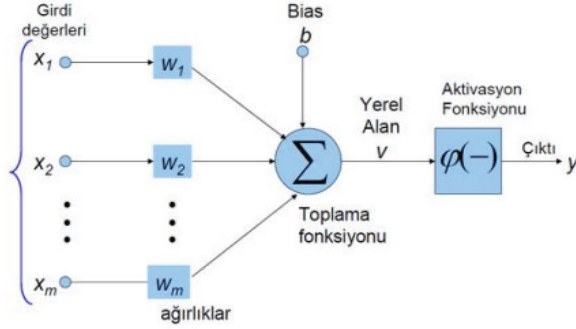 Girdi
değerleri
Bias
b
x1
w1
Yerel
Alan
v
Aktivasyon
Fonksiyonu
x2
w2
∑
φ(−)
Çıktı
y
Toplama
fonksiyonu
xm
wm
ağırlıklar